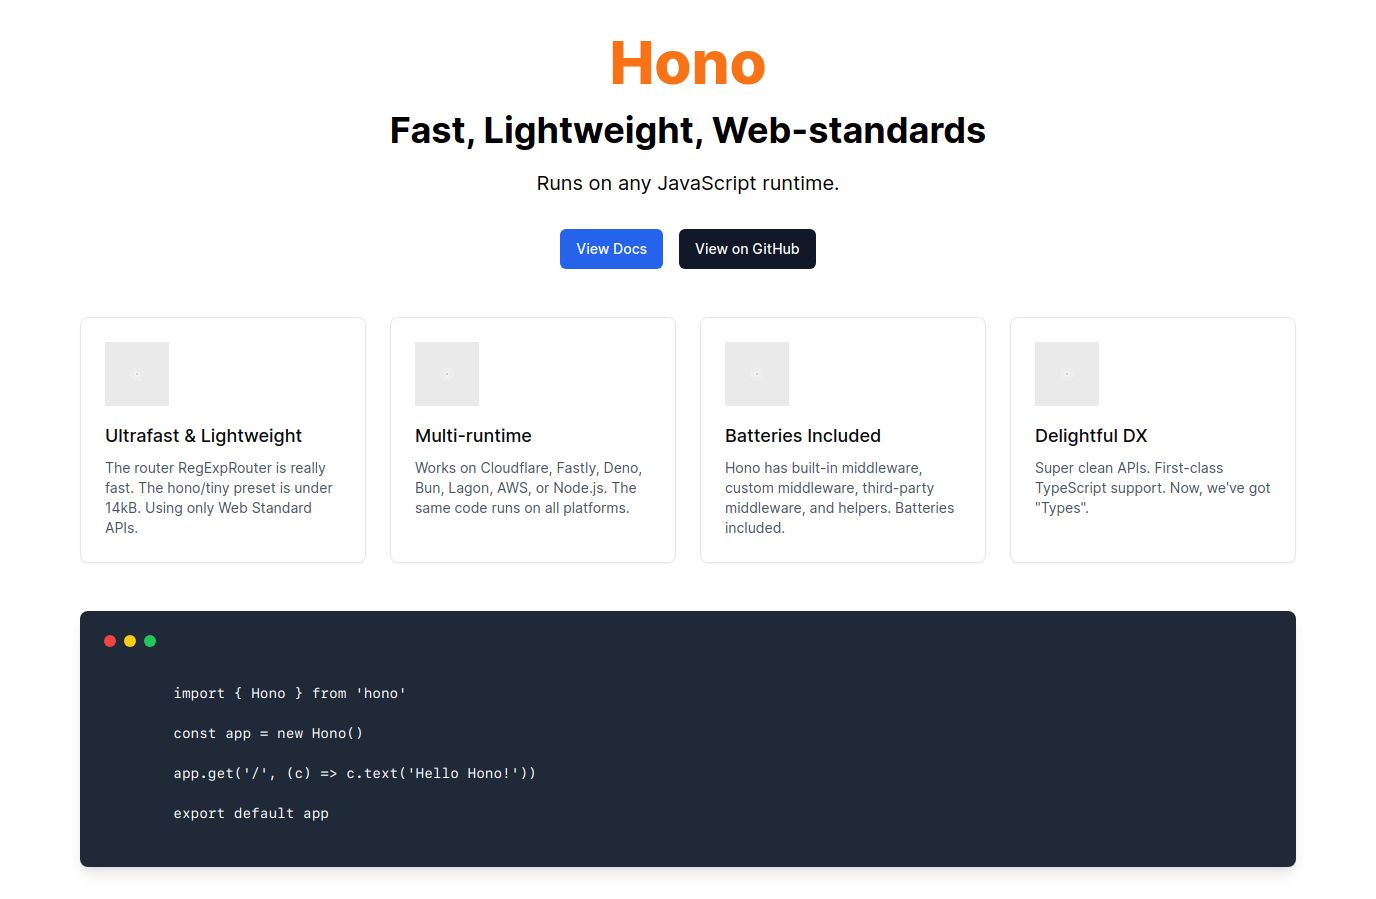 Hono
Fast, Lightweight, Web-standards
Runs on any JavaScript runtime.
View Docs
View on GitHub
Ultrafast & Lightweight
The router RegExpRouter is really
fast. The hono/tiny preset is under
14kB. Using only Web Standard
APIs.
Multi-runtime
Works on Cloudflare, Fastly, Deno,
Bun, Lagon, AWS, or Node.js. The
same code runs on all platforms.
Batteries Included
Hono has built-in middleware,
custom middleware, third-party
middleware, and helpers. Batteries
included.
Delightful DX
Super clean APIs. First-class
TypeScript support. Now, we've got
"Types".
import { Hono } from 'hono'
const app = new Hono()
app.get('/', (c) => c.text('Hello Hono!'))
export default app